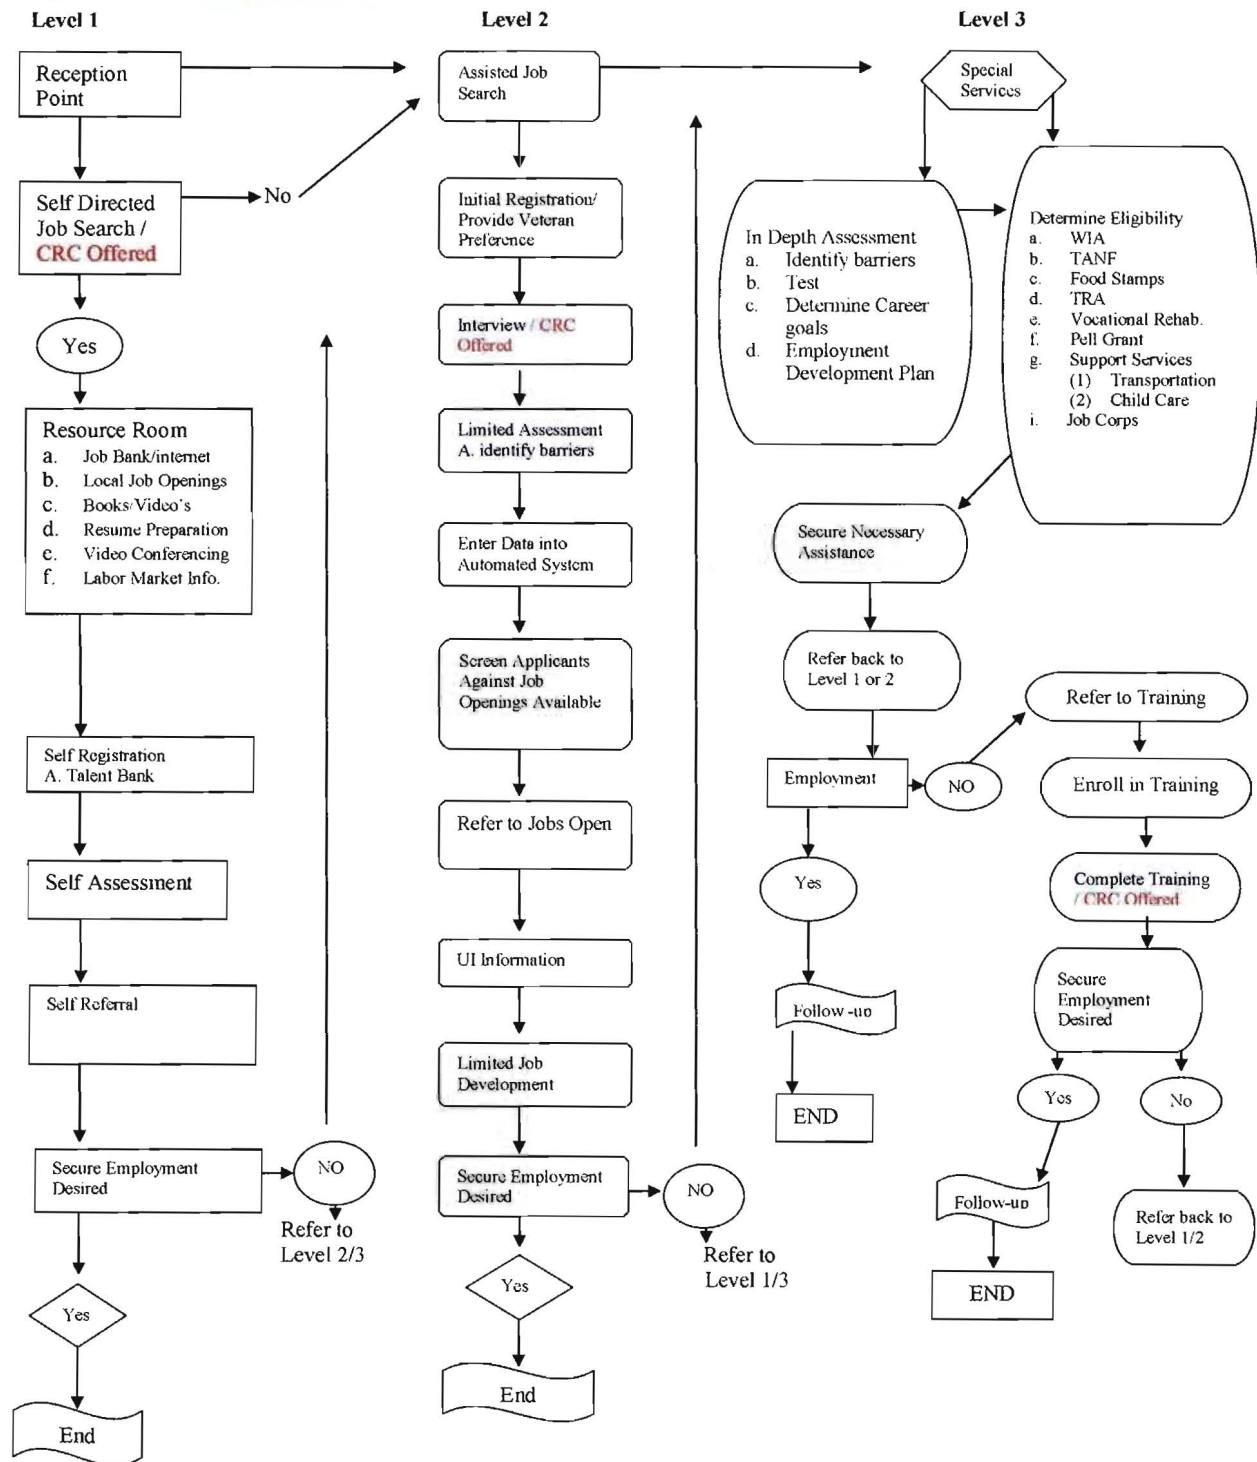 Level 1
Reception
Point
Self Directed
Job Search /
CRC Offered
No
Yes
Resource Room
a. Job Bank/internet
b. Local Job Openings
c. Books/Video's
d. Resume Preparation
e. Video Conferencing
f. Labor Market Info.
Self Registration
A. Talent Bank
Self Assessment
Self Referral
Secure Employment
Desired
NO
Refer to
Level 2/3
Yes
End
Level 2
Assisted Job
Search
Initial Registration/
Provide Veteran
Preference
Interview / CRC
Offered
Limited Assessment
A. identify barriers
Enter Data into
Automated System
Screen Applicants
Against Job
Openings Available
Refer to Jobs Open
UI Information
Limited Job
Development
Secure Employment
Desired
NO
Refer to
Level 1/3
Yes
End
Level 3
Special
Services
In Depth Assessment
a. Identify barriers
b. Test
c. Determine Career
goals
d. Employment
Development Plan
Determine Eligibility
a. WIA
b. TANF
c. Food Stamps
d. TRA
e. Vocational Rehab.
f. Pell Grant
g. Support Services
(1) Transportation
(2) Child Care
i. Job Corps
Secure Necessary
Assistance
Refer back to
Level 1 or 2
Employment
NO
Yes
Follow -up
END
Refer to Training
Enroll in Training
Complete Training
/ CRC Offered
Secure
Employment
Desired
Yes
No
Follow-up
END
Refer back to
Level 1/2